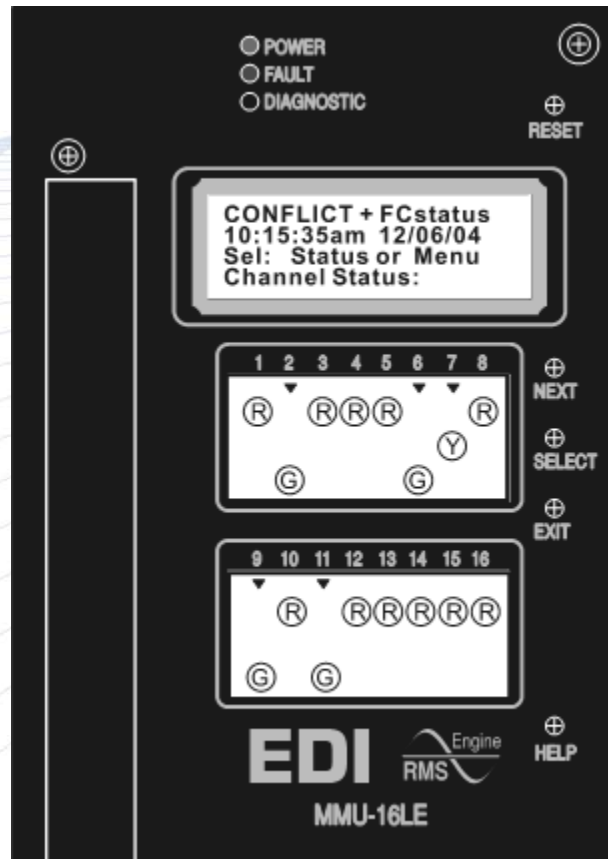 POWER
FAULT
DIAGNOSTIC
RESET
CONFLICT + FCstatus
10:15:35am 12/06/04
Sel: Status or Menu
Channel Status:
1 2 3 4 5 6 7 8
NEXT
R R R R R
Y
SELECT
G G
EXIT
9 10 11 12 13 14 15 16
R R R R R R
G G
EDI
Engine
RMS
HELP
MMU-16LE